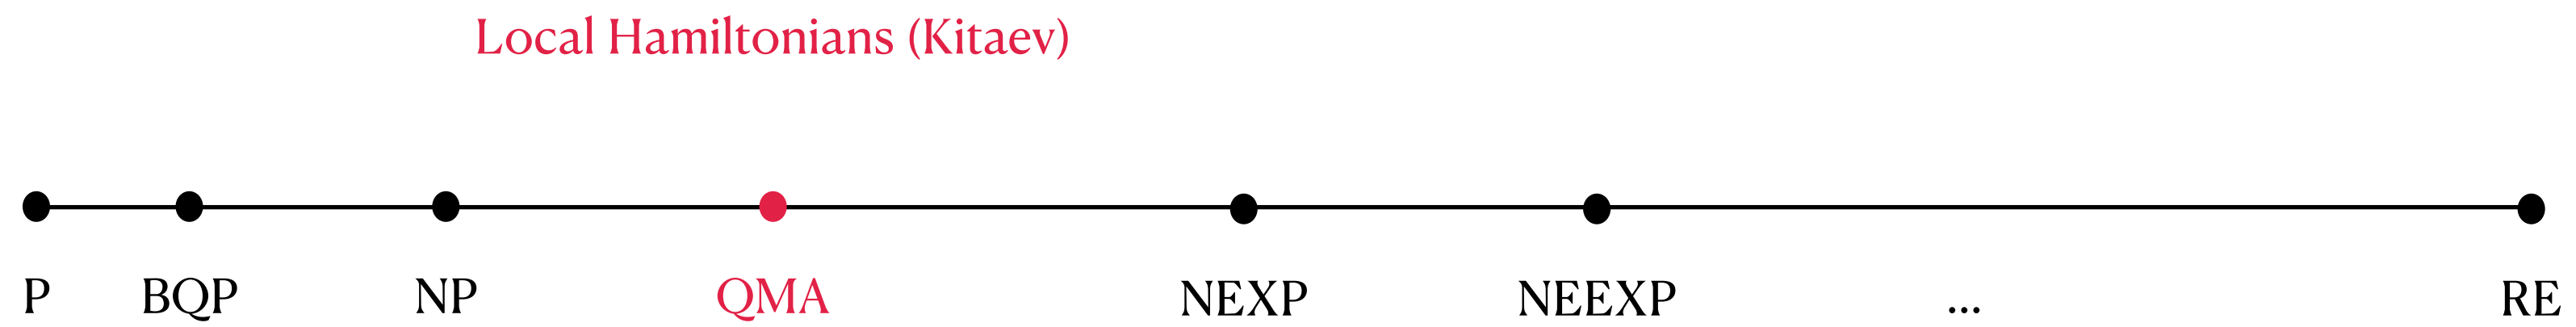 Local Hamiltonians (Kitaev)
P BQP NP QMA NEXP NEEXP ... RE